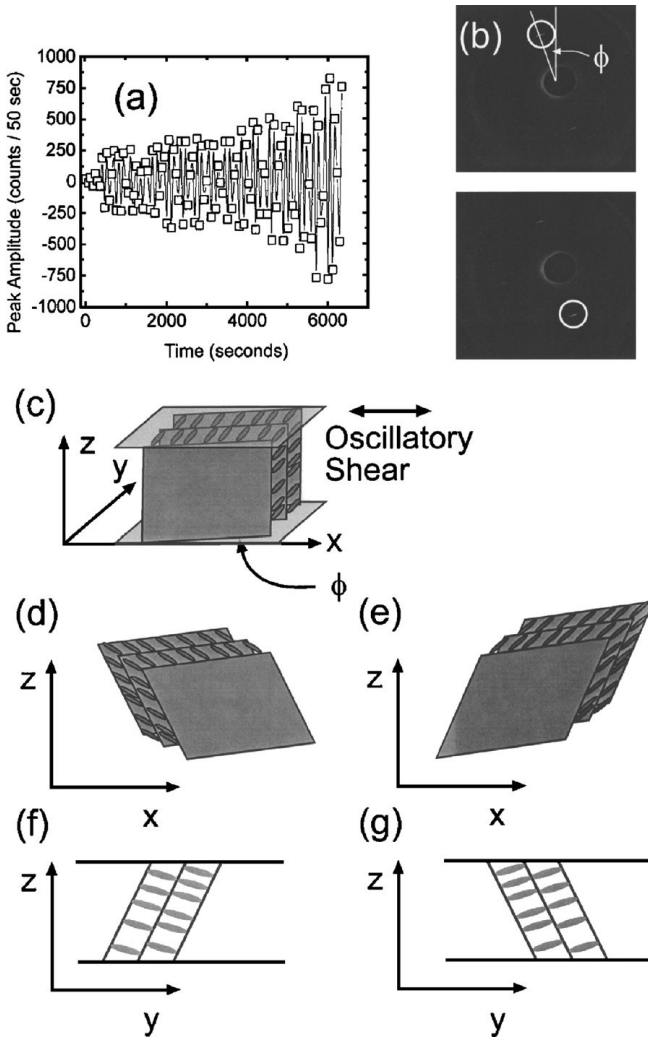 (a)
1000
750
500
250
0
-250
-500
-750
-1000
Peak Amplitude (counts / 50 sec)
0
2000
4000
6000
Time (seconds)
(b)
ϕ
(c)
z
y
x
Oscillatory
Shear
ϕ
(d)
z
x
(e)
z
x
(f)
z
y
(g)
z
y